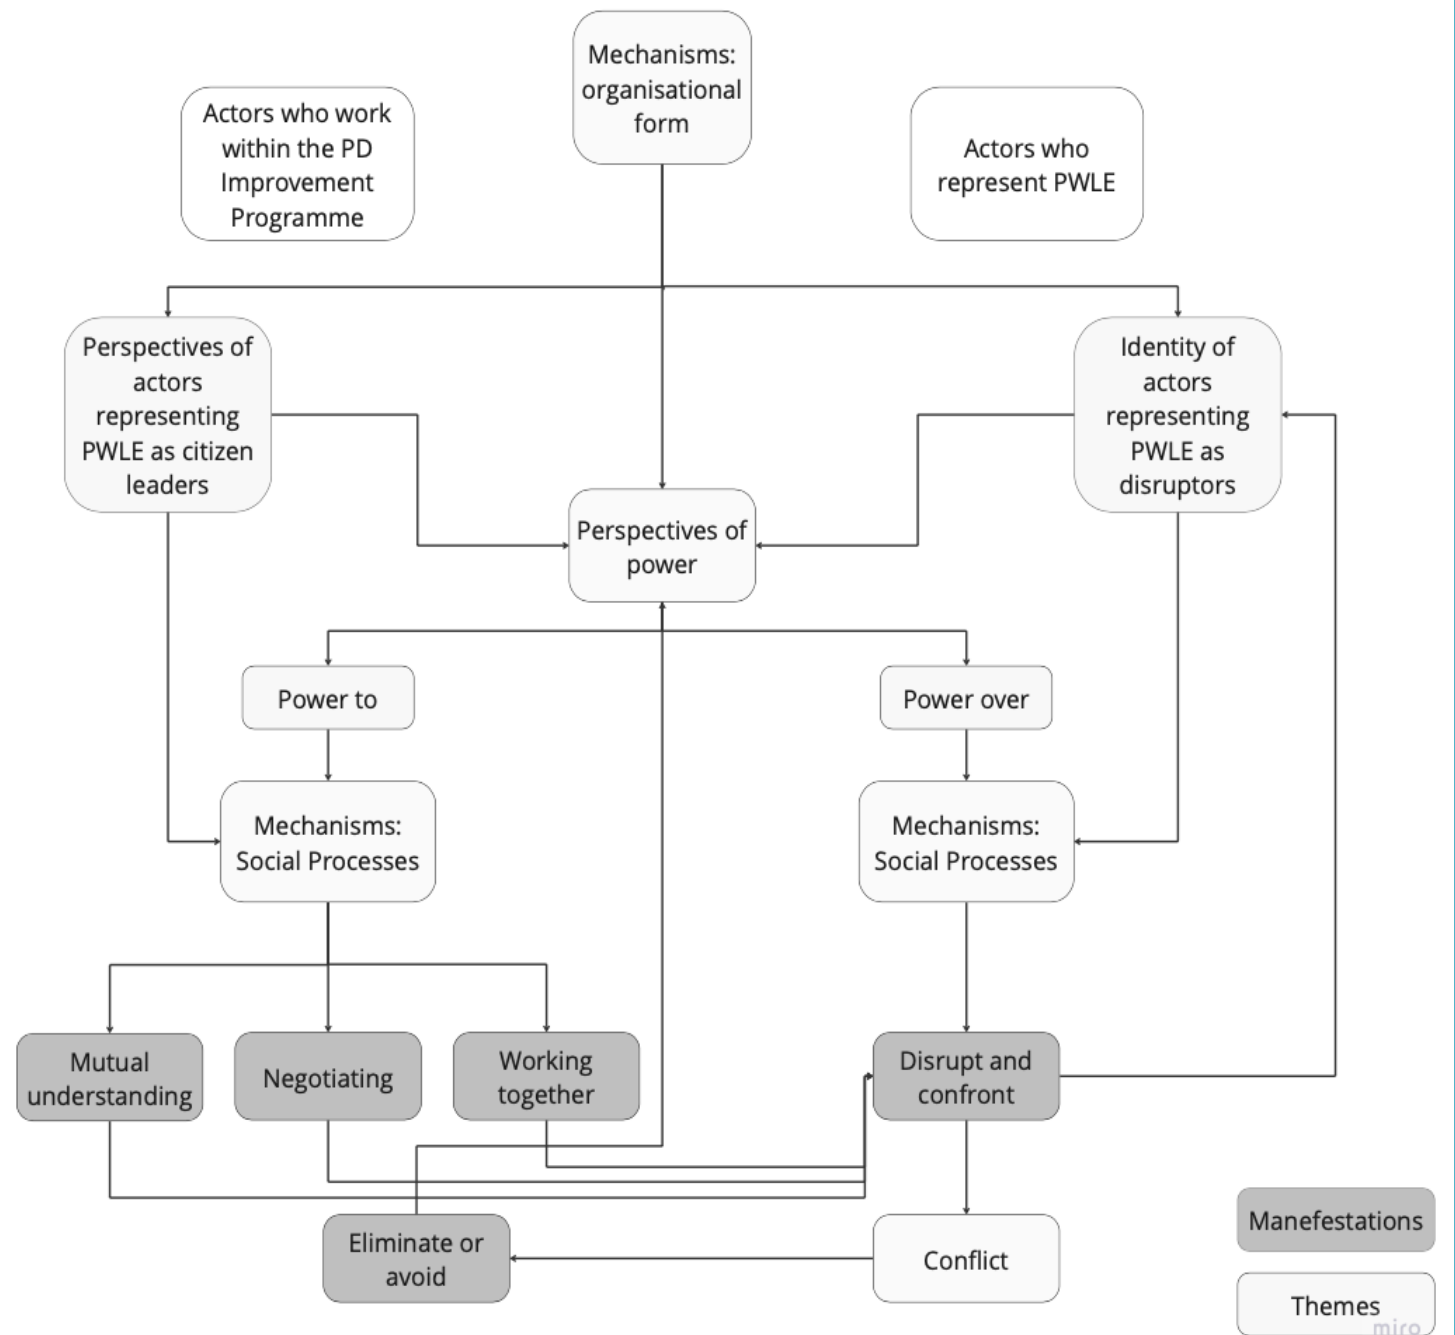 Mechanisms:
organisational
form
Actors who work
within the PD
Improvement
Programme
Actors who
represent PWLE
Perspectives of
actors
representing
PWLE as citizen
leaders
Identity of
actors
representing
PWLE as
disruptors
Perspectives of
power
Power to
Power over
Mechanisms:
Social Processes
Mechanisms:
Social Processes
Mutual
understanding
Negotiating
Working
together
Disrupt and
confront
Eliminate or
avoid
Conflict
Manefestations
Themes
miro